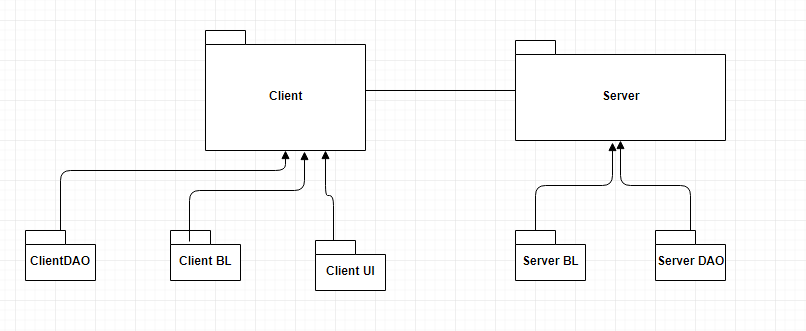 Client
Server
ClientDAO
Client BL
Client UI
Server BL
Server DAO